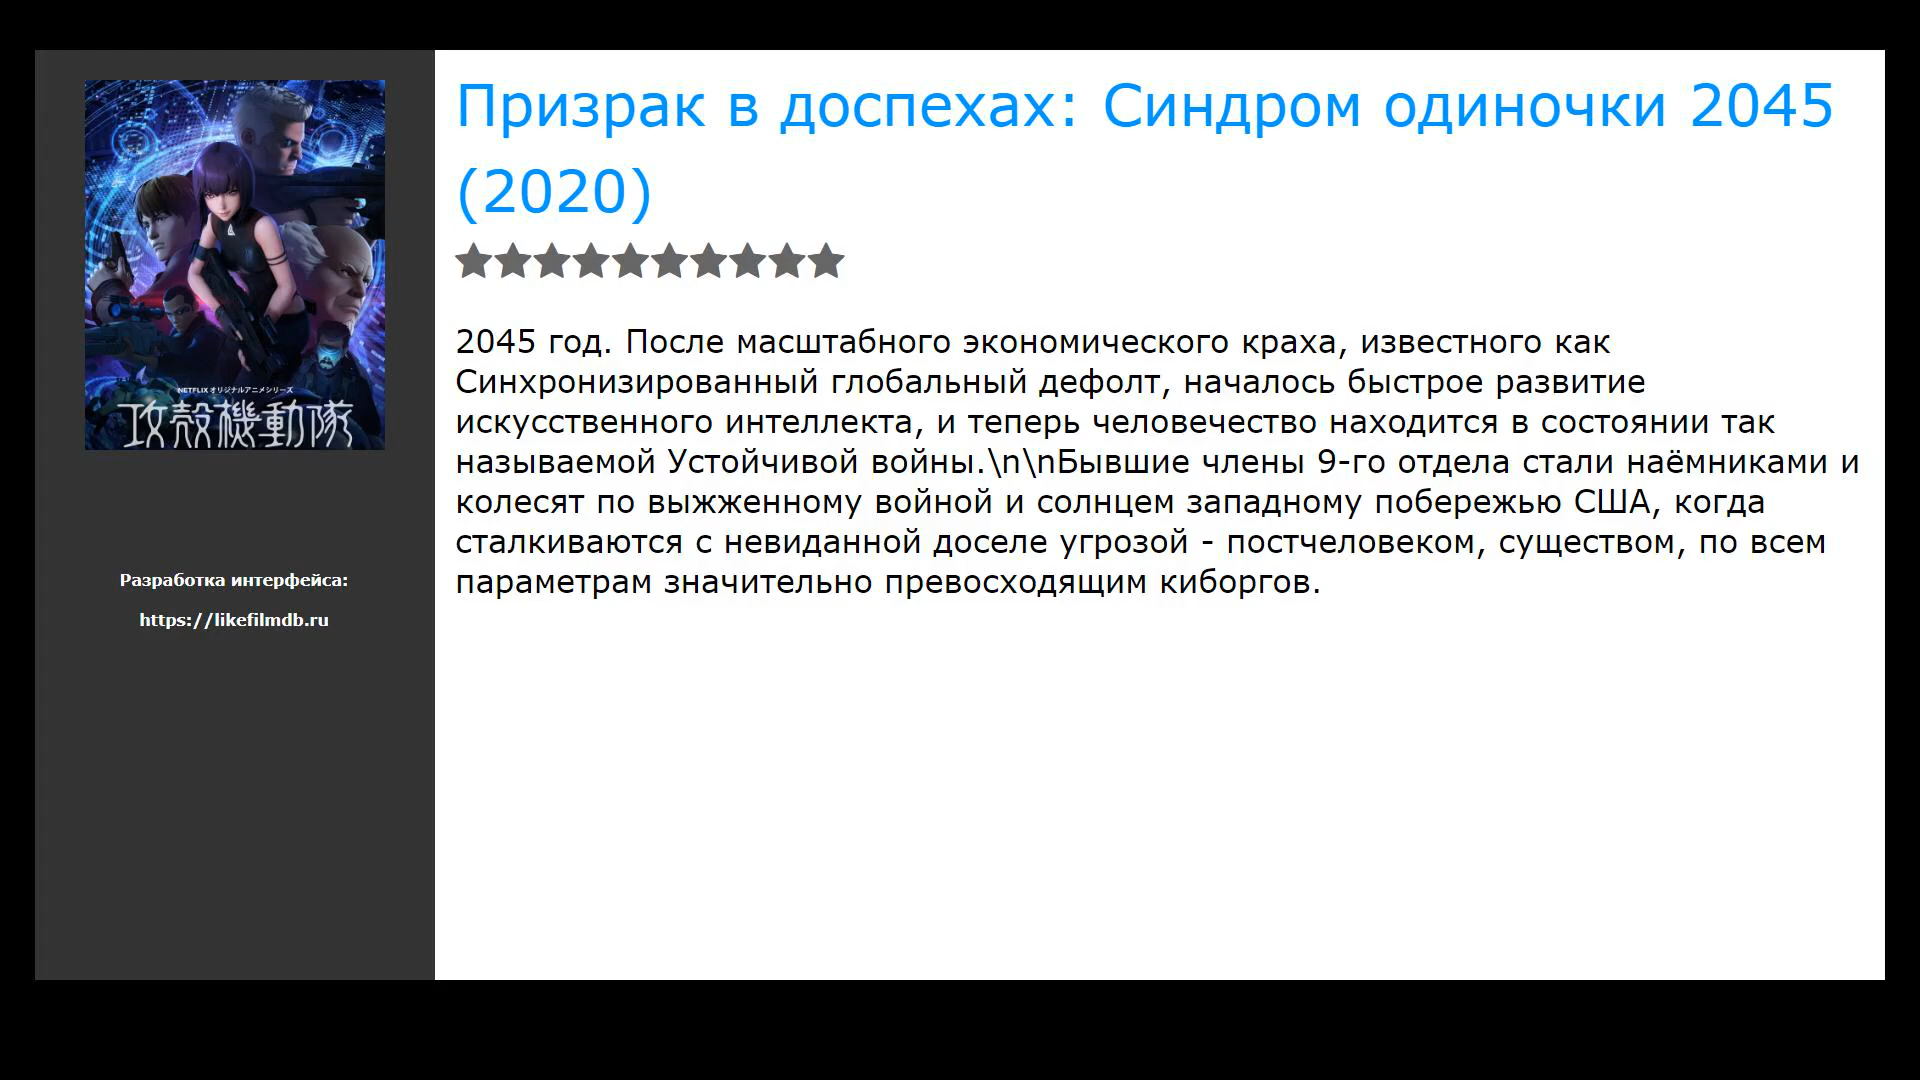 NETFLIX オリジナルアニメシリーズ
攻殻機動隊
Разработка интерфейса:
https://likefilmdb.ru
Призрак в доспехах: Синдром одиночки 2045
(2020)
2045 год. После масштабного экономического краха, известного как
Синхронизированный глобальный дефолт, началось быстрое развитие
искусственного интеллекта, и теперь человечество находится в состоянии так
называемой Устойчивой войны.\n\nБывшие члены 9-го отдела стали наёмниками и
колесят по выжженному войной и солнцем западному побережью США, когда
сталкиваются с невиданной доселе угрозой - постчеловеком, существом, по всем
параметрам значительно превосходящим киборгов.